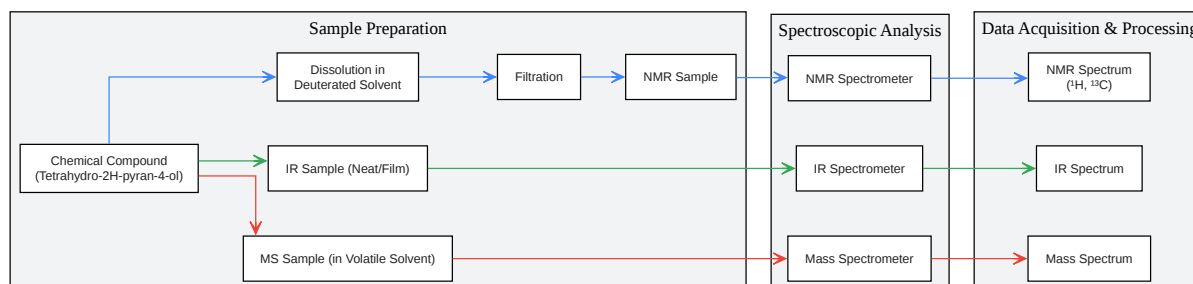 Sample Preparation
Spectroscopic Analysis
Data Acquisition & Processing
Dissolution in
Deuterated Solvent
Filtration
NMR Sample
NMR Spectrometer
NMR Spectrum
(¹H, ¹³C)
Chemical Compound
(Tetrahydro-2H-pyran-4-ol)
IR Sample (Neat/Film)
IR Spectrometer
IR Spectrum
MS Sample (in Volatile Solvent)
Mass Spectrometer
Mass Spectrum